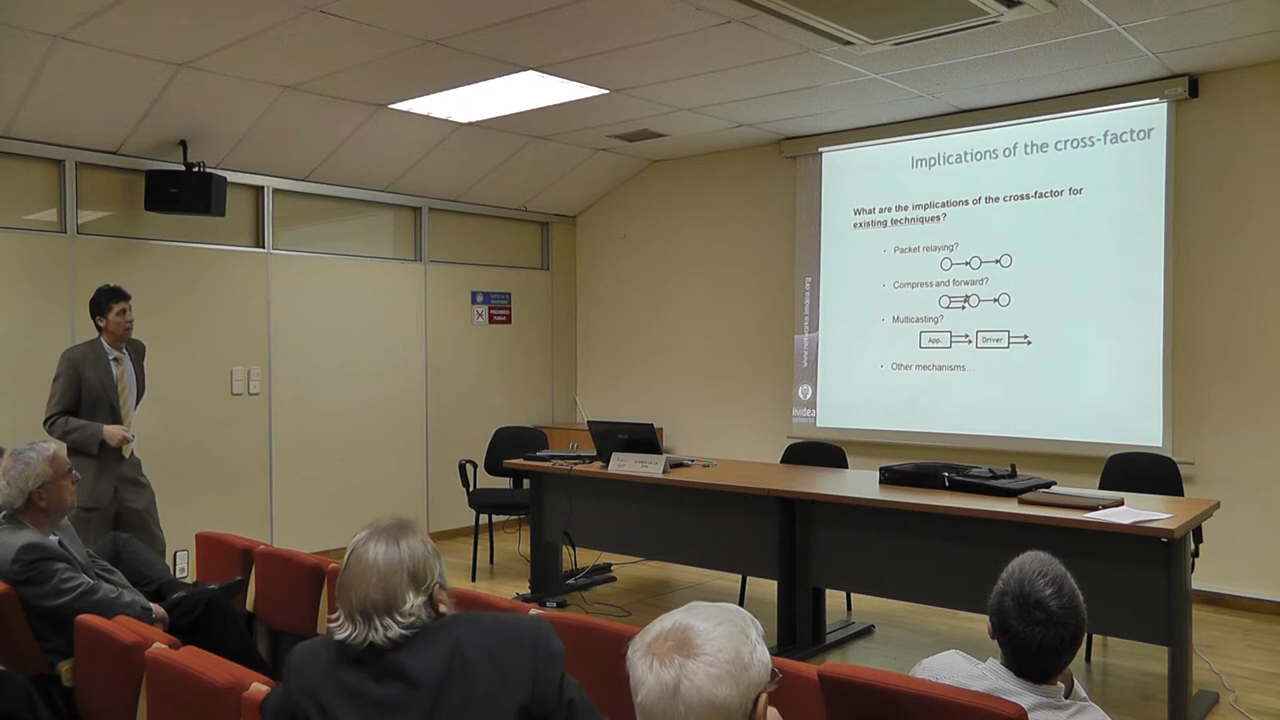 Implications of the cross-factor
What are the implications of the cross-factor for
existing techniques?
• Packet relaying?
• Compress and forward?
• Multicasting?
App.
Driver
• Other mechanisms…
www.networks.imdea.org
imdea
networks